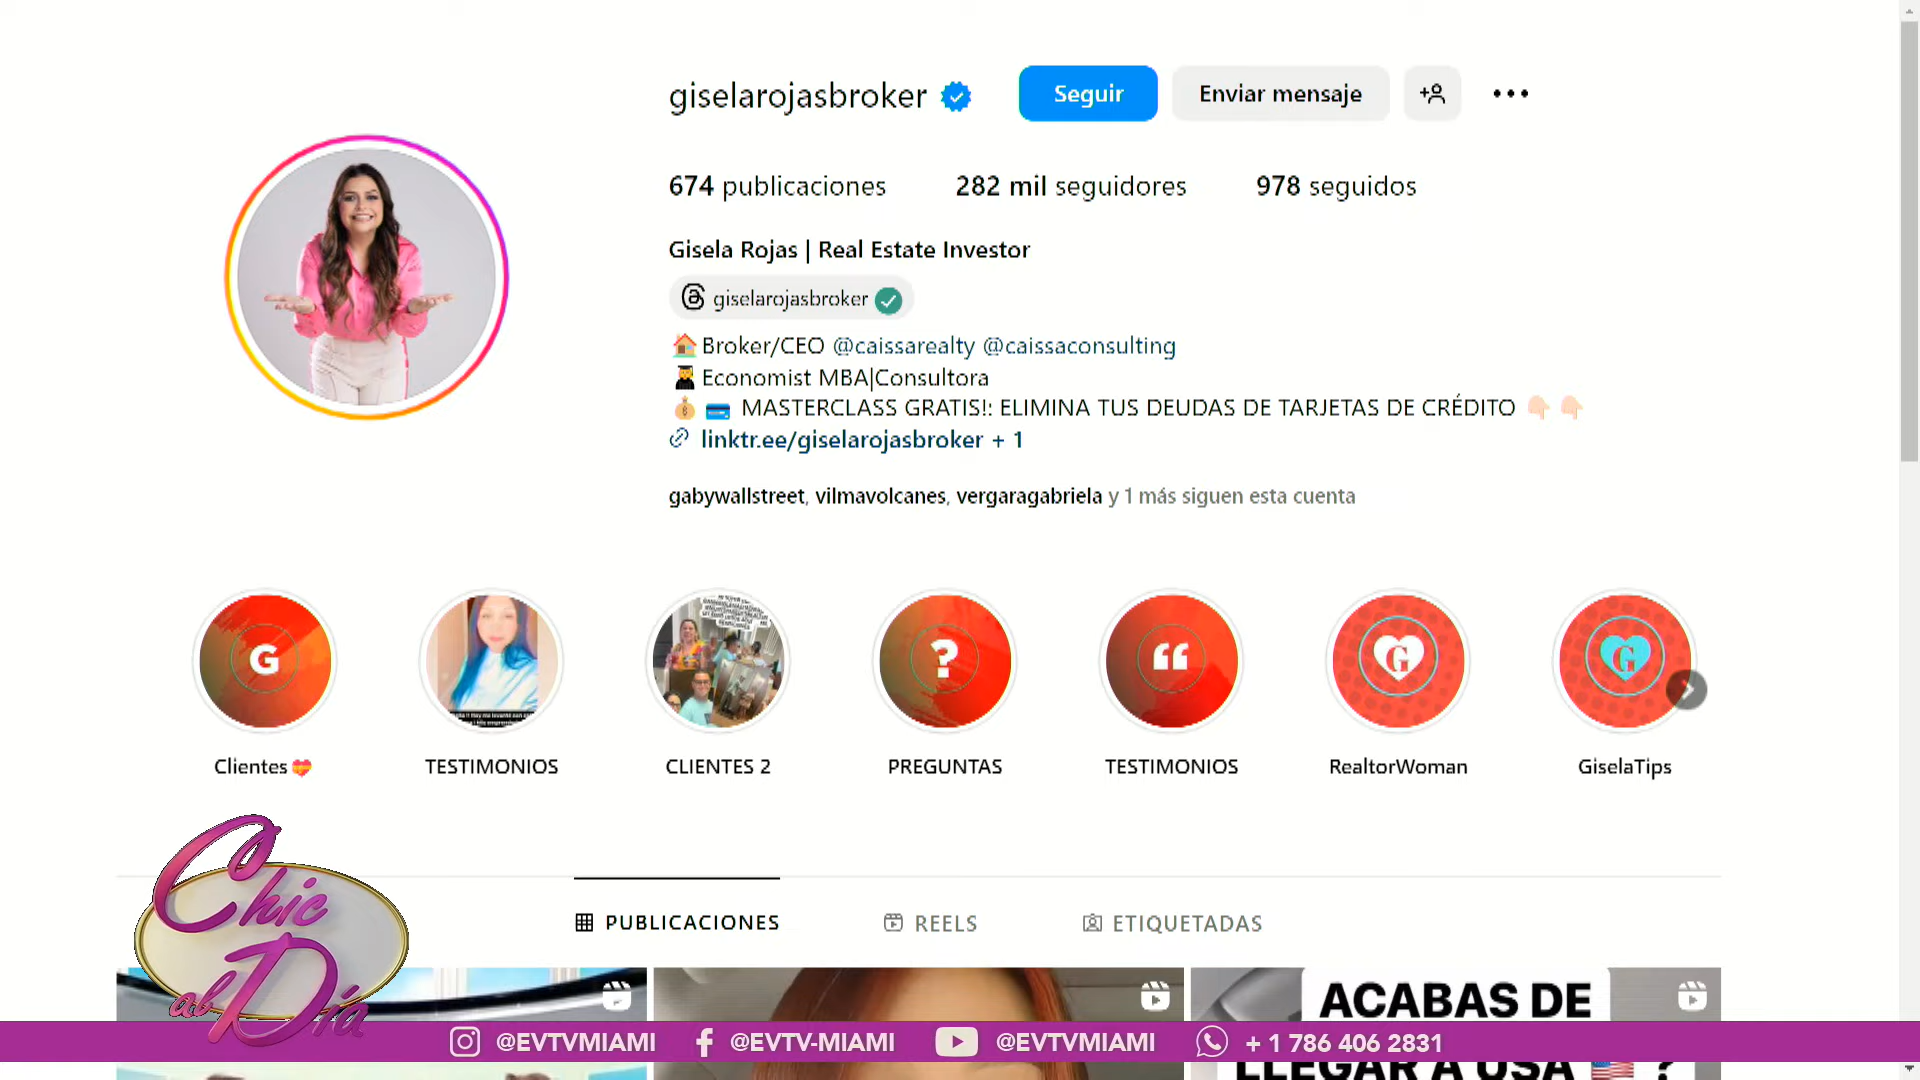 giselarojasbroker
Seguir
Enviar mensaje
674 publicaciones
282 mil seguidores
978 seguidos
Gisela Rojas | Real Estate Investor
giselarojasbroker
Broker/CEO @caissarealty @caissaconsulting
Economist MBA|Consultora
MASTERCLASS GRATIS!: ELIMINA TUS DEUDAS DE TARJETAS DE CRÉDITO
linktr.ee/giselarojasbroker + 1
gabywallstreet, vilmavolcanes, vergaragabriela y 1 más siguen esta cuenta
G
?
“
G
G
Clientes
TESTIMONIOS
CLIENTES 2
PREGUNTAS
TESTIMONIOS
RealtorWoman
GiselaTips
PUBLICACIONES
REELS
ETIQUETADAS
Chic
al Día
ACABAS DE
LLEGAR A USA ?
@EVTVMIAMI
@EVTV-MIAMI
@EVTVMIAMI
+ 1 786 406 2831